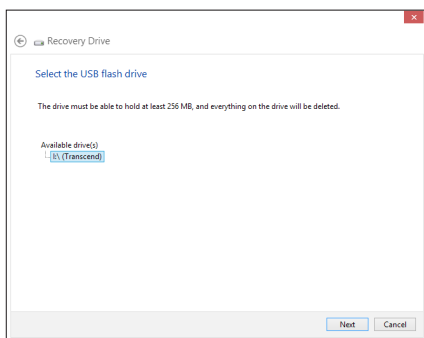 Recovery Drive
Select the USB flash drive
The drive must be able to hold at least 256 MB, and everything on the drive will be deleted.
Available drive(s)
I:\ (Transcend)
Next Cancel